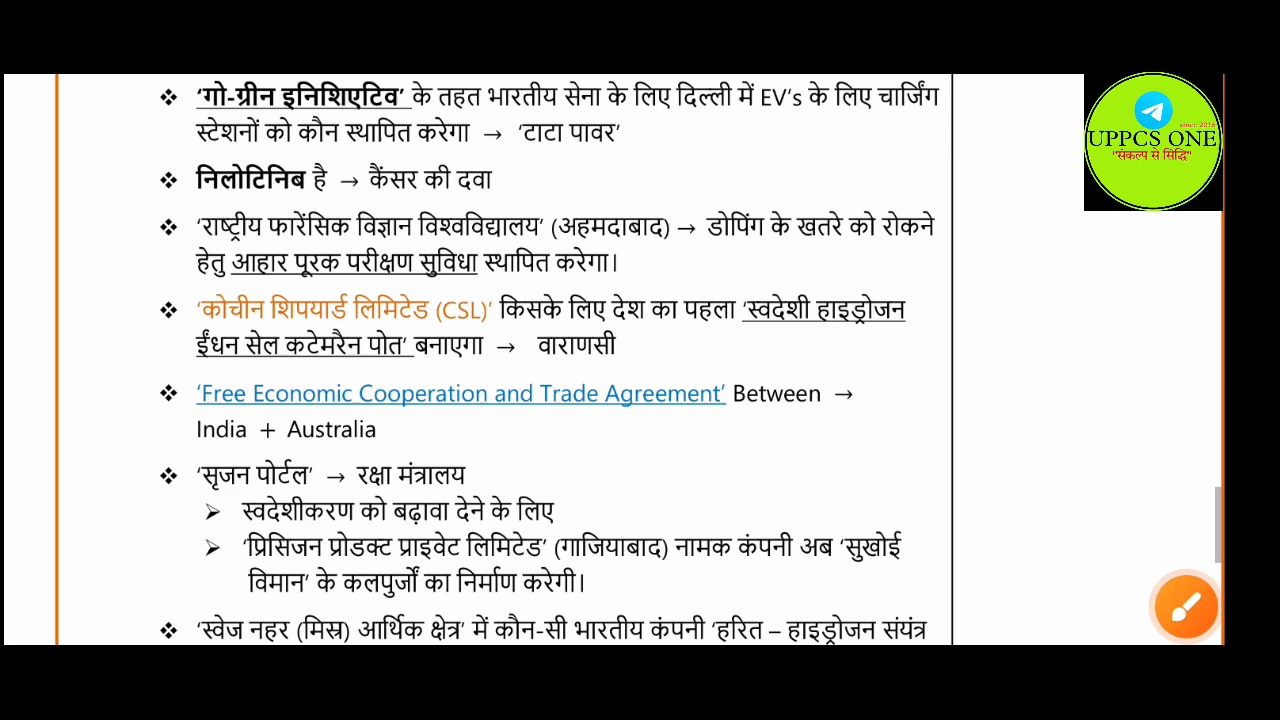 ❖ 'गो-ग्रीन इनिशिएटिव' के तहत भारतीय सेना के लिए दिल्ली में EV's के लिए चार्जिंग
स्टेशनों को कौन स्थापित करेगा → 'टाटा पावर'
❖ निलोटिनिब है → कैंसर की दवा
❖ 'राष्ट्रीय फारेंसिक विज्ञान विश्वविद्यालय' (अहमदाबाद) → डोपिंग के खतरे को रोकने
हेतु आहार पूरक परीक्षण सुविधा स्थापित करेगा।
❖ 'कोचीन शिपयार्ड लिमिटेड (CSL)' किसके लिए देश का पहला 'स्वदेशी हाइड्रोजन
ईंधन सेल कटेमरैन पोत' बनाएगा → वाराणसी
❖ 'Free Economic Cooperation and Trade Agreement' Between →
India + Australia
❖ 'सृजन पोर्टल' → रक्षा मंत्रालय
➢ स्वदेशीकरण को बढ़ावा देने के लिए
➢ 'प्रिसिजन प्रोडक्ट प्राइवेट लिमिटेड' (गाजियाबाद) नामक कंपनी अब 'सुखोई
विमान' के कलपुर्जों का निर्माण करेगी।
❖ 'स्वेज नहर (मिस्र) आर्थिक क्षेत्र' में कौन-सी भारतीय कंपनी 'हरित – हाइड्रोजन संयंत्र
since 2016
UPPCS ONE
"संकल्प से सिद्धि"